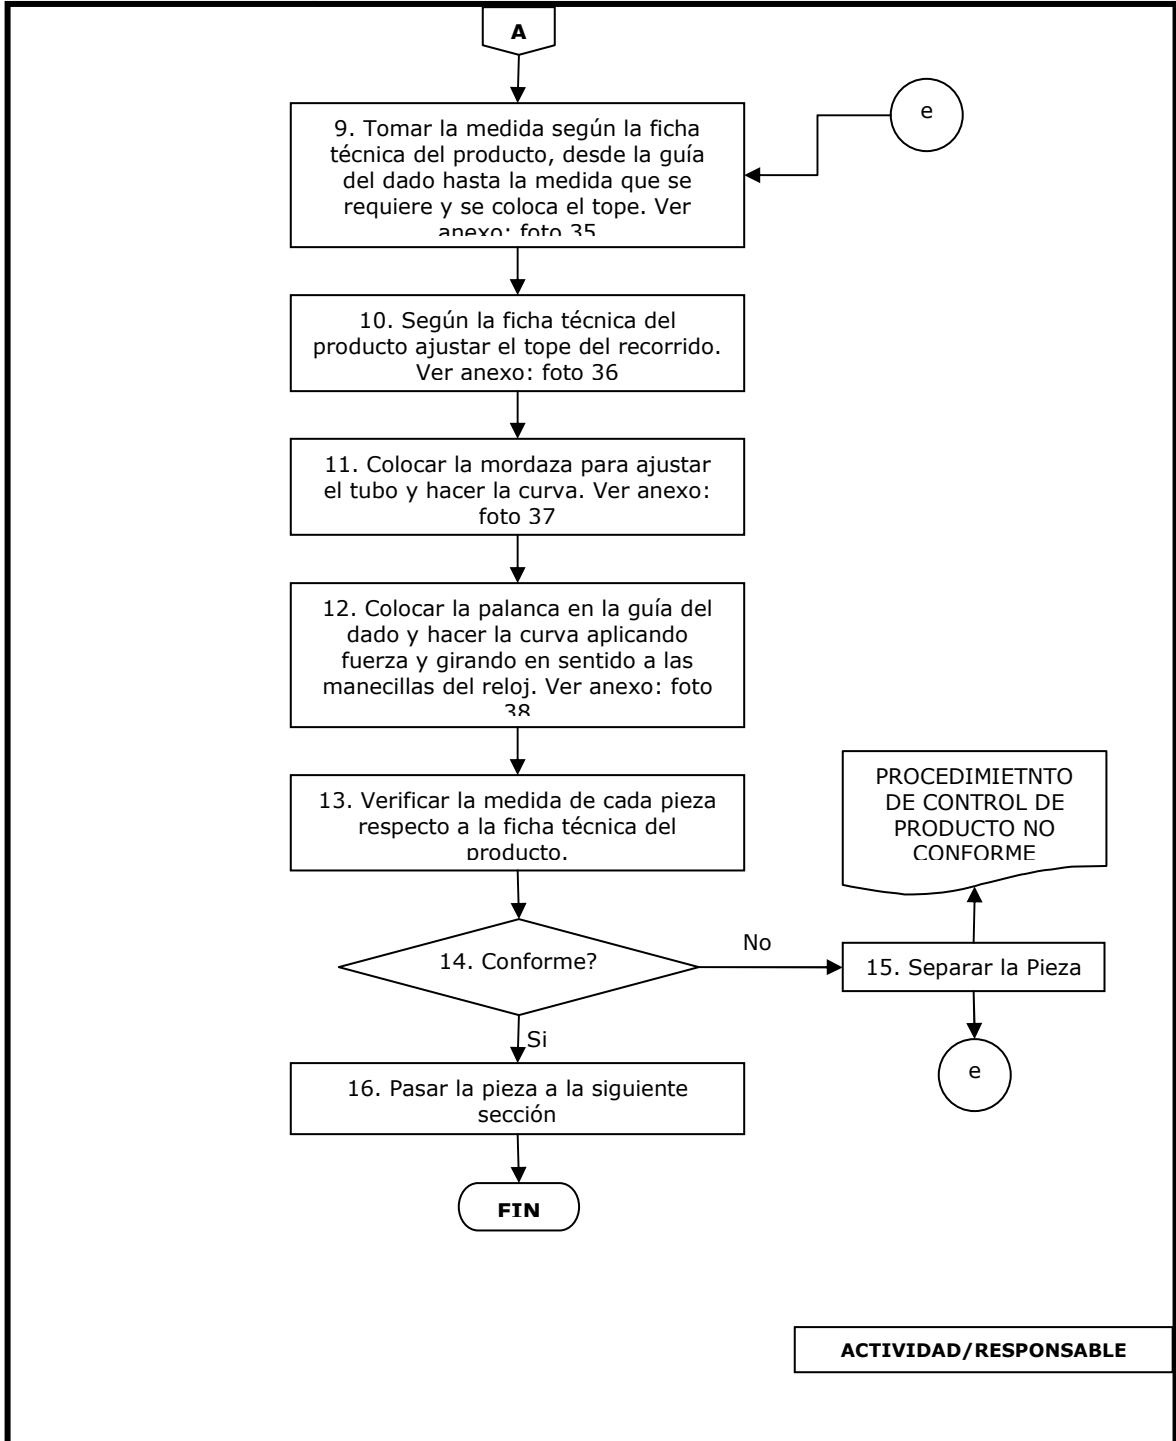 A
e
9. Tomar la medida según la ficha
técnica del producto, desde la guía
del dado hasta la medida que se
requiere y se coloca el tope. Ver
anexo: foto 35
10. Según la ficha técnica del
producto ajustar el tope del recorrido.
Ver anexo: foto 36
11. Colocar la mordaza para ajustar
el tubo y hacer la curva. Ver anexo:
foto 37
12. Colocar la palanca en la guía del
dado y hacer la curva aplicando
fuerza y girando en sentido a las
manecillas del reloj. Ver anexo: foto
38
13. Verificar la medida de cada pieza
respecto a la ficha técnica del
producto.
PROCEDIMIETNTO
DE CONTROL DE
PRODUCTO NO
CONFORME
14. Conforme?
No
15. Separar la Pieza
Si
e
16. Pasar la pieza a la siguiente
sección
FIN
ACTIVIDAD/RESPONSABLE